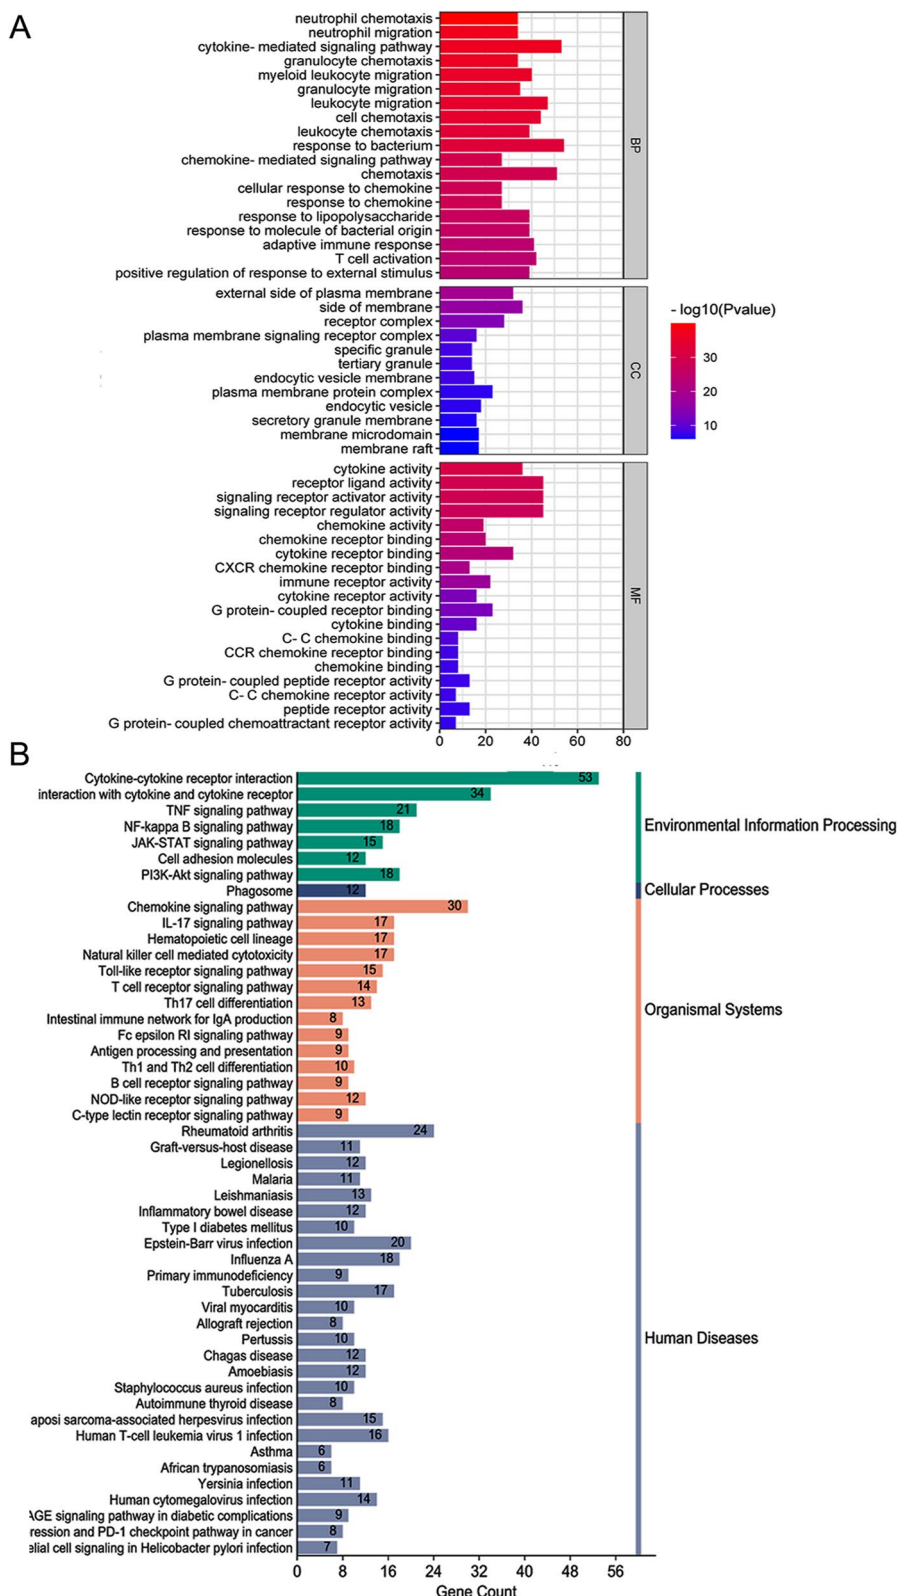 A
neutrophil chemotaxis
neutrophil migration
cytokine- mediated signaling pathway
granulocyte chemotaxis
myeloid leukocyte migration
granulocyte migration
leukocyte migration
cell chemotaxis
leukocyte chemotaxis
response to bacterium
chemokine- mediated signaling pathway
chemotaxis
cellular response to chemokine
response to chemokine
response to lipopolysaccharide
response to molecule of bacterial origin
adaptive immune response
T cell activation
positive regulation of response to external stimulus
BP
external side of plasma membrane
side of membrane
receptor complex
plasma membrane signaling receptor complex
specific granule
tertiary granule
endocytic vesicle membrane
plasma membrane protein complex
endocytic vesicle
secretory granule membrane
membrane microdomain
membrane raft
CC
- log10(Pvalue)
30
20
10
cytokine activity
receptor ligand activity
signaling receptor activator activity
signaling receptor regulator activity
chemokine activity
chemokine receptor binding
cytokine receptor binding
CXCR chemokine receptor binding
immune receptor activity
cytokine receptor activity
G protein- coupled receptor binding
cytokine binding
C- C chemokine binding
CCR chemokine receptor binding
chemokine binding
G protein- coupled peptide receptor activity
C- C chemokine receptor activity
peptide receptor activity
G protein- coupled chemoattractant receptor activity
MF
0 20 40 60 80
B
Cytokine-cytokine receptor interaction 53
interaction with cytokine and cytokine receptor 34
TNF signaling pathway 21
NF-kappa B signaling pathway 18
JAK-STAT signaling pathway 15
Cell adhesion molecules 12
PI3K-Akt signaling pathway 18
Environmental Information Processing
Phagosome 12
Cellular Processes
Chemokine signaling pathway 30
IL-17 signaling pathway 17
Hematopoietic cell lineage 17
Natural killer cell mediated cytotoxicity 17
Toll-like receptor signaling pathway 15
T cell receptor signaling pathway 14
Th17 cell differentiation 13
Intestinal immune network for IgA production 8
Fc epsilon RI signaling pathway 9
Antigen processing and presentation 9
Th1 and Th2 cell differentiation 10
B cell receptor signaling pathway 9
NOD-like receptor signaling pathway 12
C-type lectin receptor signaling pathway 9
Organismal Systems
Rheumatoid arthritis 24
Graft-versus-host disease 11
Legionellosis 12
Malaria 11
Leishmaniasis 13
Inflammatory bowel disease 12
Type I diabetes mellitus 10
Epstein-Barr virus infection 20
Influenza A 18
Primary immunodeficiency 9
Tuberculosis 17
Viral myocarditis 10
Allograft rejection 8
Pertussis 10
Chagas disease 12
Amoebiasis 12
Staphylococcus aureus infection 10
Autoimmune thyroid disease 8
aposi sarcoma-associated herpesvirus infection 15
Human T-cell leukemia virus 1 infection 16
Asthma 6
African trypanosomiasis 6
Yersinia infection 11
Human cytomegalovirus infection 14
AGE signaling pathway in diabetic complications 9
ression and PD-1 checkpoint pathway in cancer 8
elial cell signaling in Helicobacter pylori infection 7
Human Diseases
0 8 16 24 32 40 48 56
Gene Count